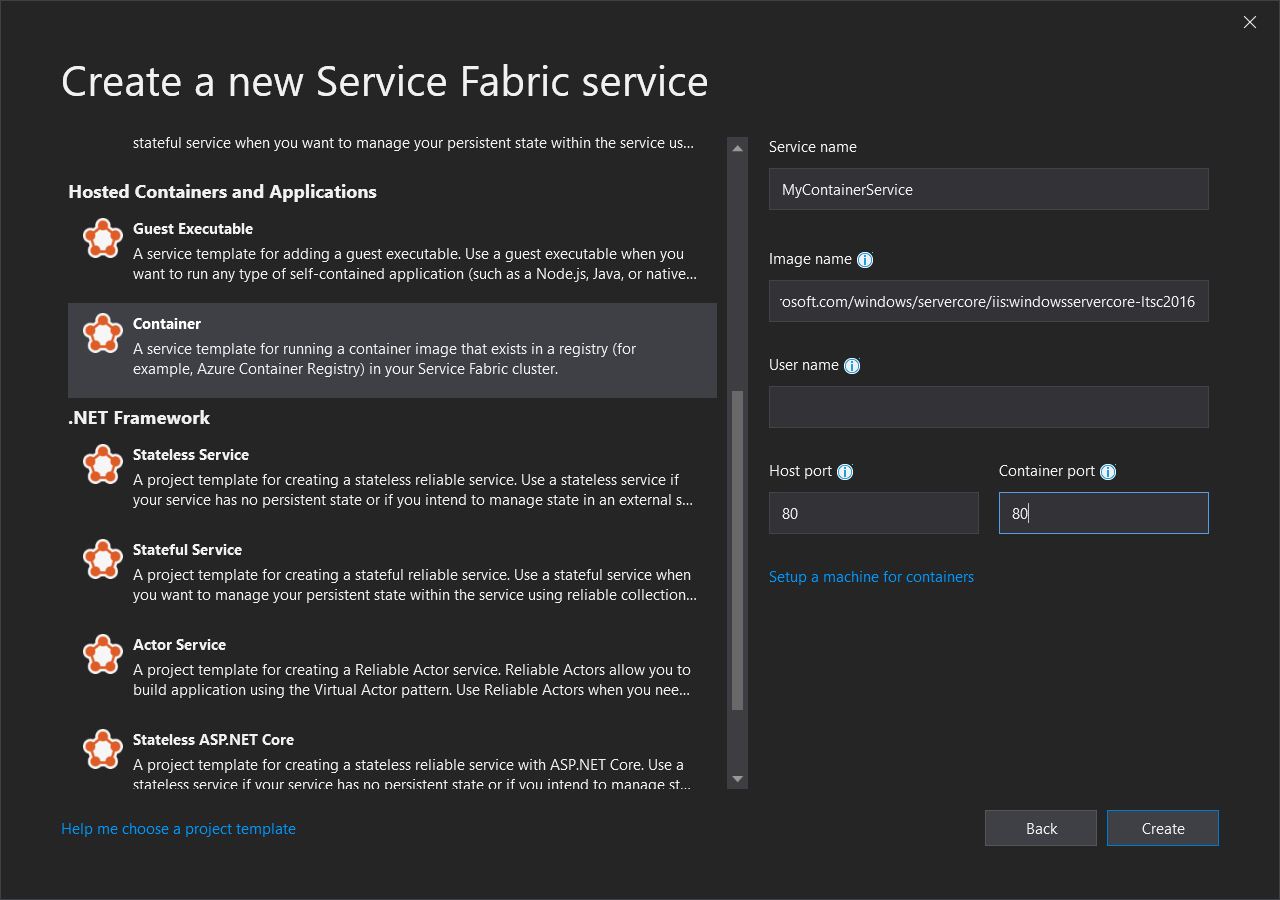 Create a new Service Fabric service
stateful service when you want to manage your persistent state within the service us...
Hosted Containers and Applications
Guest Executable
A service template for adding a guest executable. Use a guest executable when you
want to run any type of self-contained application (such as a Node.js, Java, or native...
Container
A service template for running a container image that exists in a registry (for
example, Azure Container Registry) in your Service Fabric cluster.
.NET Framework
Stateless Service
A project template for creating a stateless reliable service. Use a stateless service if
your service has no persistent state or if you intend to manage state in an external s...
Stateful Service
A project template for creating a stateful reliable service. Use a stateful service when
you want to manage your persistent state within the service using reliable collection...
Actor Service
A project template for creating a Reliable Actor service. Reliable Actors allow you to
build application using the Virtual Actor pattern. Use Reliable Actors when you nee...
Stateless ASP.NET Core
A project template for creating a stateless reliable service with ASP.NET Core. Use a
stateless service if your service has no persistent state or if you intend to manage st...
Help me choose a project template
Service name
MyContainerService
Image name
rosoft.com/windows/servercore/iis:windowsservercore-ltsc2016
User name
Host port
Container port
80
80
Setup a machine for containers
Back
Create